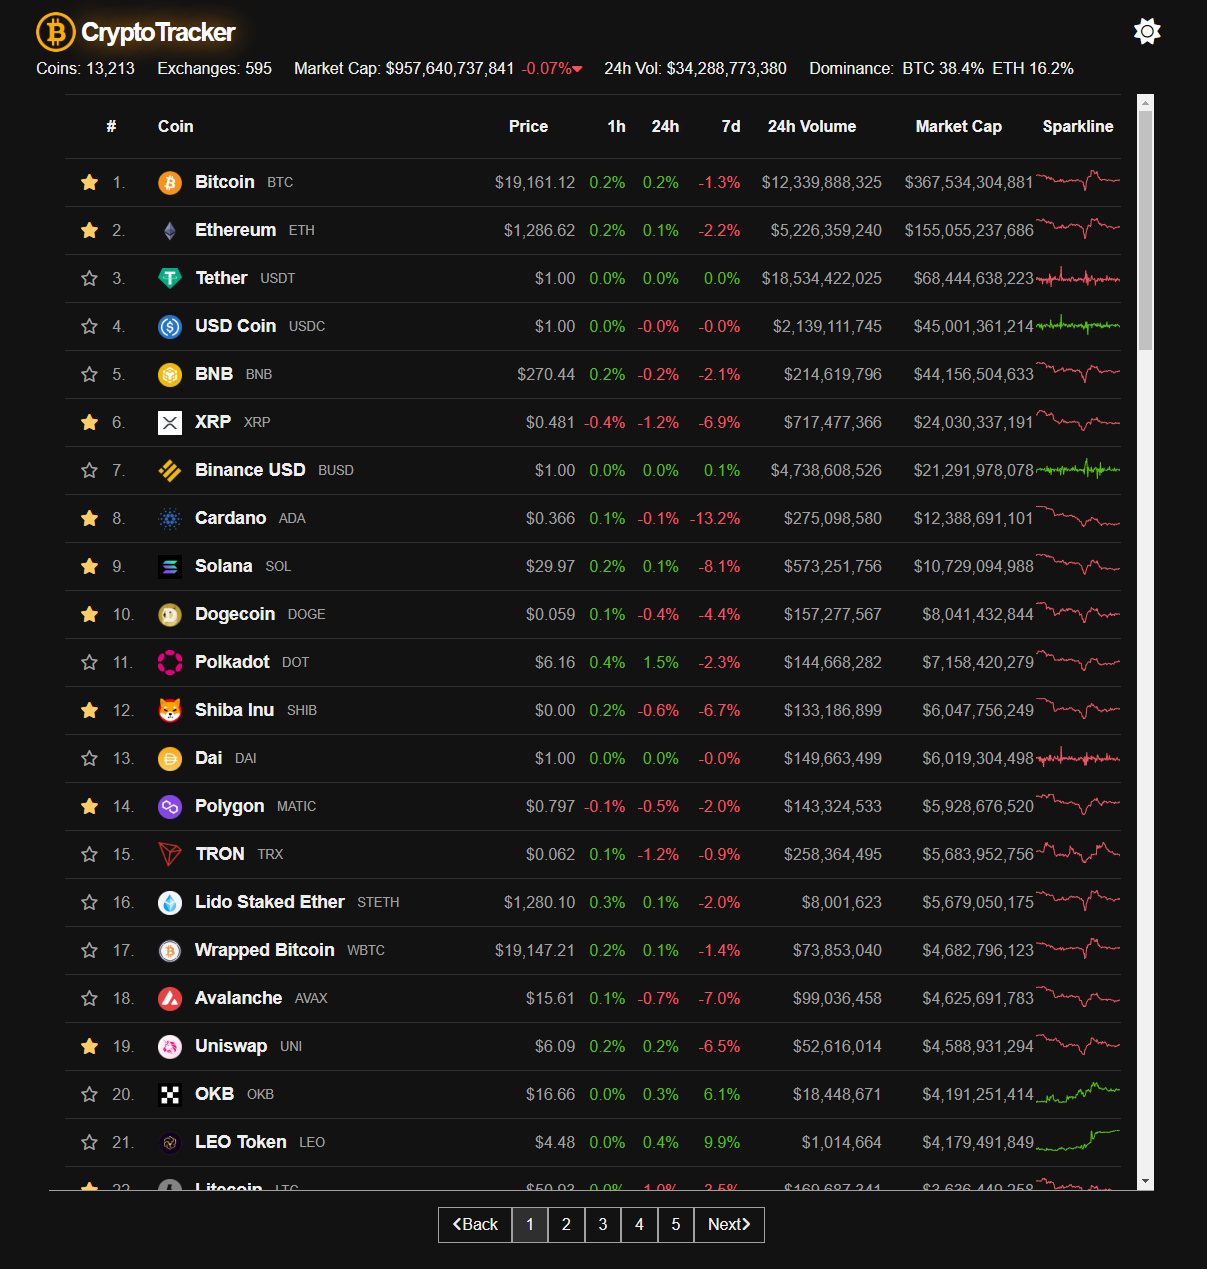 CryptoTracker
Coins: 13,213 Exchanges: 595 Market Cap: $957,640,737,841 -0.07% 24h Vol: $34,288,773,380 Dominance: BTC 38.4% ETH 16.2%
# Coin Price 1h 24h 7d 24h Volume Market Cap Sparkline
1. Bitcoin BTC $19,161.12 0.2% 0.2% -1.3% $12,339,888,325 $367,534,304,881
2. Ethereum ETH $1,286.62 0.2% 0.1% -2.2% $5,226,359,240 $155,055,237,686
3. Tether USDT $1.00 0.0% 0.0% 0.0% $18,534,422,025 $68,444,638,223
4. USD Coin USDC $1.00 0.0% -0.0% -0.0% $2,139,111,745 $45,001,361,214
5. BNB BNB $270.44 0.2% -0.2% -2.1% $214,619,796 $44,156,504,633
6. XRP XRP $0.481 -0.4% -1.2% -6.9% $717,477,366 $24,030,337,191
7. Binance USD BUSD $1.00 0.0% 0.0% 0.1% $4,738,608,526 $21,291,978,078
8. Cardano ADA $0.366 0.1% -0.1% -13.2% $275,098,580 $12,388,691,101
9. Solana SOL $29.97 0.2% 0.1% -8.1% $573,251,756 $10,729,094,988
10. Dogecoin DOGE $0.059 0.1% -0.4% -4.4% $157,277,567 $8,041,432,844
11. Polkadot DOT $6.16 0.4% 1.5% -2.3% $144,668,282 $7,158,420,279
12. Shiba Inu SHIB $0.00 0.2% -0.6% -6.7% $133,186,899 $6,047,756,249
13. Dai DAI $1.00 0.0% 0.0% -0.0% $149,663,499 $6,019,304,498
14. Polygon MATIC $0.797 -0.1% -0.5% -2.0% $143,324,533 $5,928,676,520
15. TRON TRX $0.062 0.1% -1.2% -0.9% $258,364,495 $5,683,952,756
16. Lido Staked Ether STETH $1,280.10 0.3% 0.1% -2.0% $8,001,623 $5,679,050,175
17. Wrapped Bitcoin WBTC $19,147.21 0.2% 0.1% -1.4% $73,853,040 $4,682,796,123
18. Avalanche AVAX $15.61 0.1% -0.7% -7.0% $99,036,458 $4,625,691,783
19. Uniswap UNI $6.09 0.2% 0.2% -6.5% $52,616,014 $4,588,931,294
20. OKB OKB $16.66 0.0% 0.3% 6.1% $18,448,671 $4,191,251,414
21. LEO Token LEO $4.48 0.0% 0.4% 9.9% $1,014,664 $4,179,491,849
22. Litecoin LTC
Back 1 2 3 4 5 Next